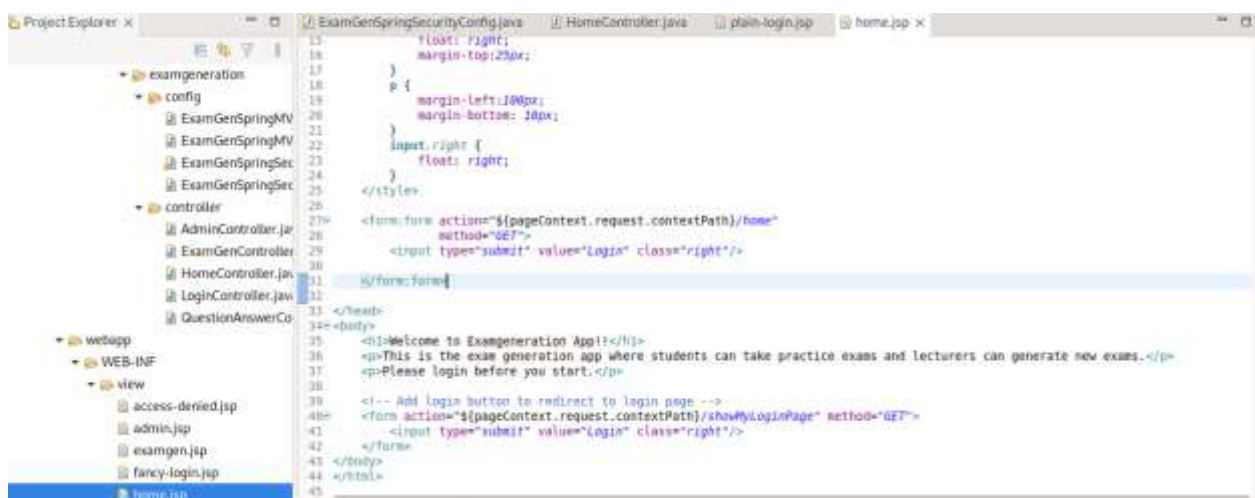 Project Explorer
ExamGenSpringSecurityConfig.java HomeController.java plain-login.jsp home.jsp
examgeneration
config
ExamGenSpringMV
ExamGenSpringMV
ExamGenSpringSec
ExamGenSpringSec
controller
AdminController.jav
ExamGenController
HomeController.jav
LoginController.java
QuestionAnswerCo
webapp
WEB-INF
view
access-denied.jsp
admin.jsp
examgen.jsp
fancy-login.jsp
home.jsp
15 float: right;
16 margin-top:25px;
17 }
18 p {
19 margin-left:100px;
20 margin-bottom: 10px;
21 }
22 input.right {
23 float: right;
24 }
25 </style>
26
27 <form:form action="${pageContext.request.contextPath}/home"
28 method="GET">
29 <input type="submit" value="Login" class="right"/>
30
31 </form:form>
32
33 </head>
34 <body>
35 <h1>Welcome to Examgeneration App!!</h1>
36 <p>This is the exam generation app where students can take practice exams and lecturers can generate new exams.</p>
37 <p>Please login before you start.</p>
38
39 <!-- Add login button to redirect to login page -->
40 <form action="${pageContext.request.contextPath}/showMyLoginPage" method="GET">
41 <input type="submit" value="Login" class="right"/>
42 </form>
43 </body>
44 </html>
45